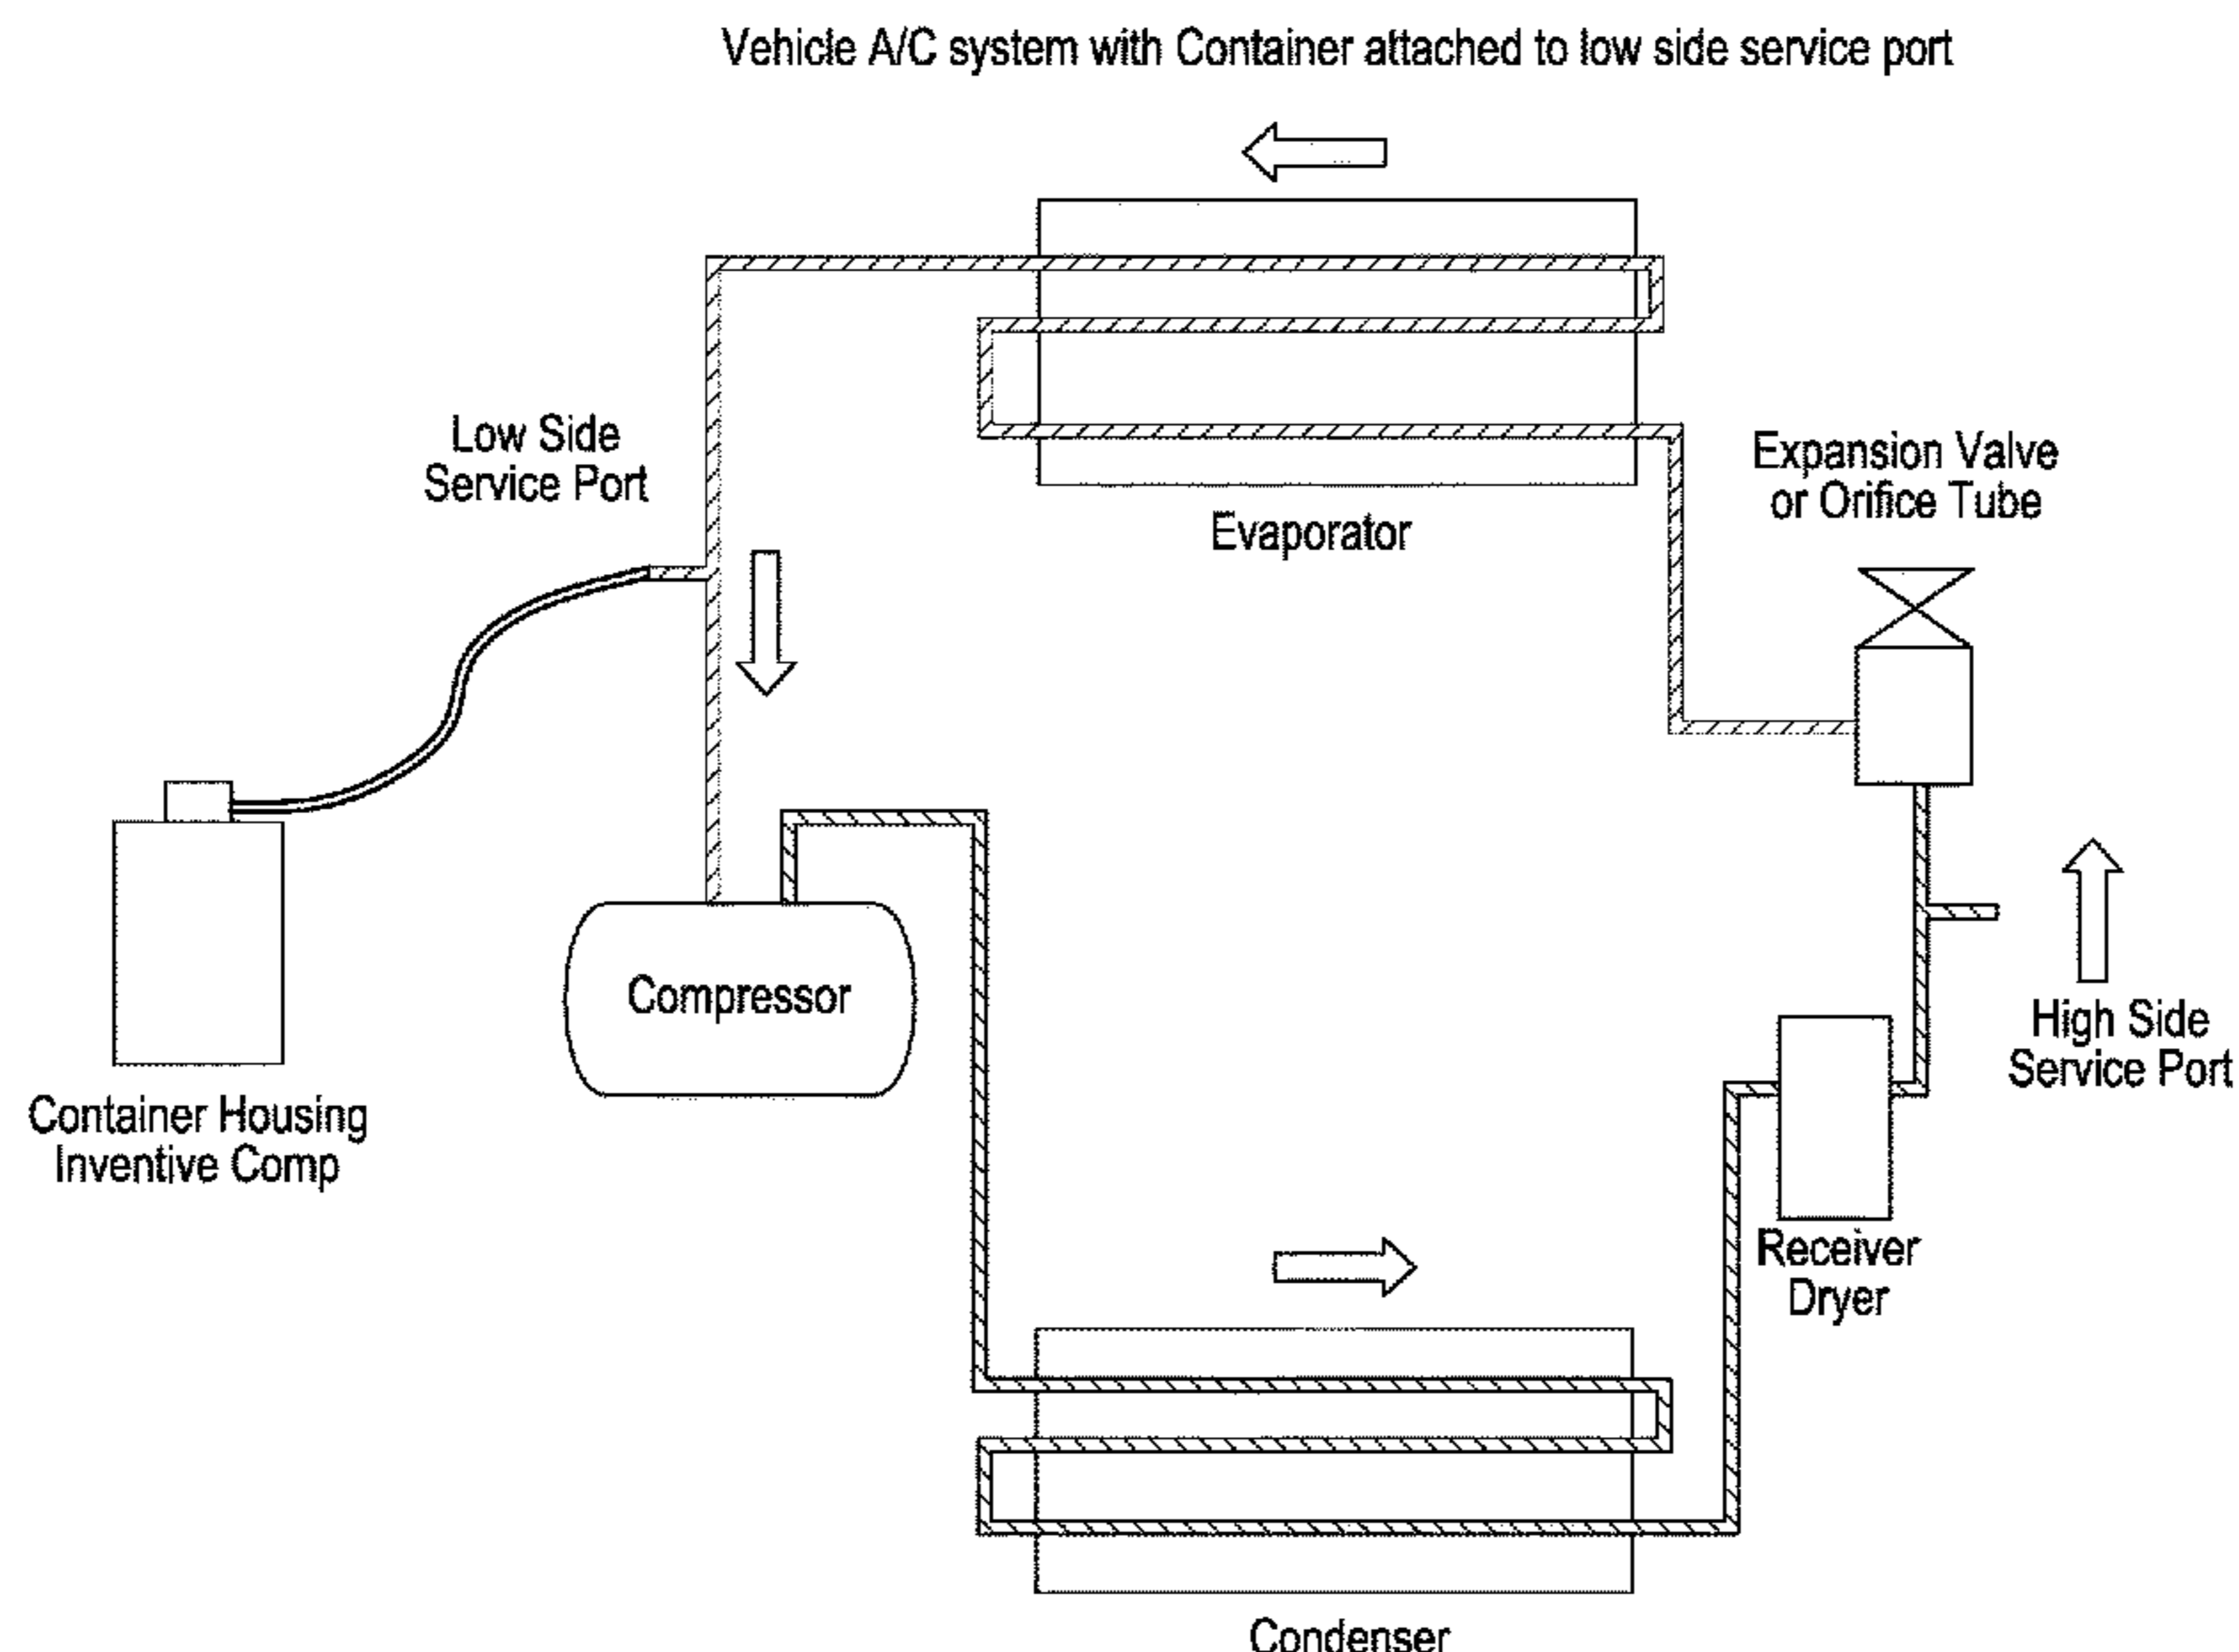 Vehicle A/C system with Container attached to low side service port
Low Side
Service Port
Evaporator
Expansion Valve
or Orifice Tube
Compressor
High Side
Service Port
Container Housing
Inventive Comp
Receiver
Dryer
Condenser